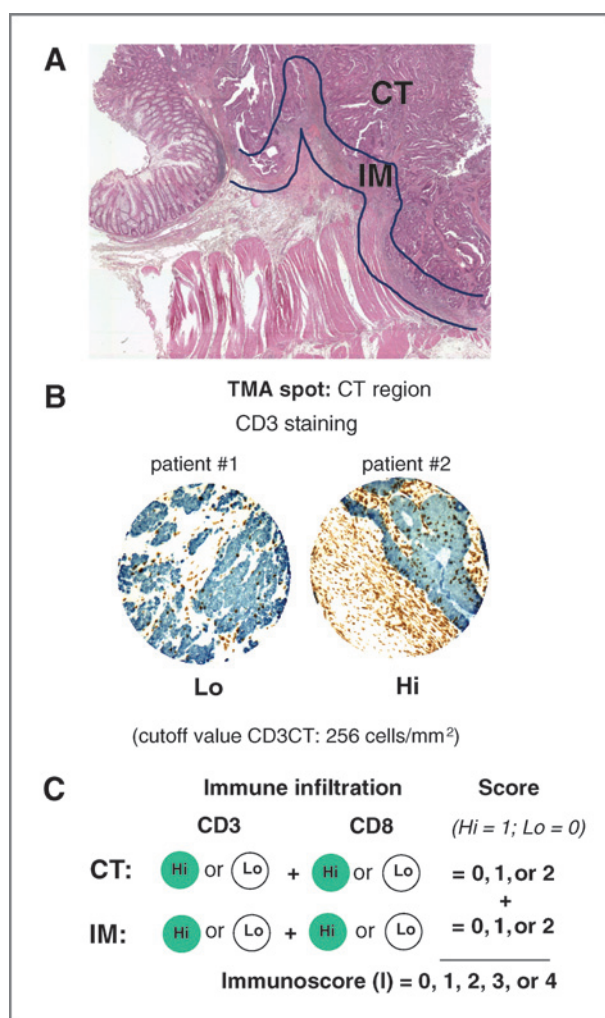 A
CT
IM
B
TMA spot: CT region
CD3 staining
patient #1 patient #2
Lo Hi
(cutoff value CD3CT: 256 cells/mm²)
C
Immune infiltration Score
CD3 CD8 (Hi = 1; Lo = 0)
CT: Hi or Lo + Hi or Lo = 0, 1, or 2
+
IM: Hi or Lo + Hi or Lo = 0, 1, or 2
Immunoscore (I) = 0, 1, 2, 3, or 4